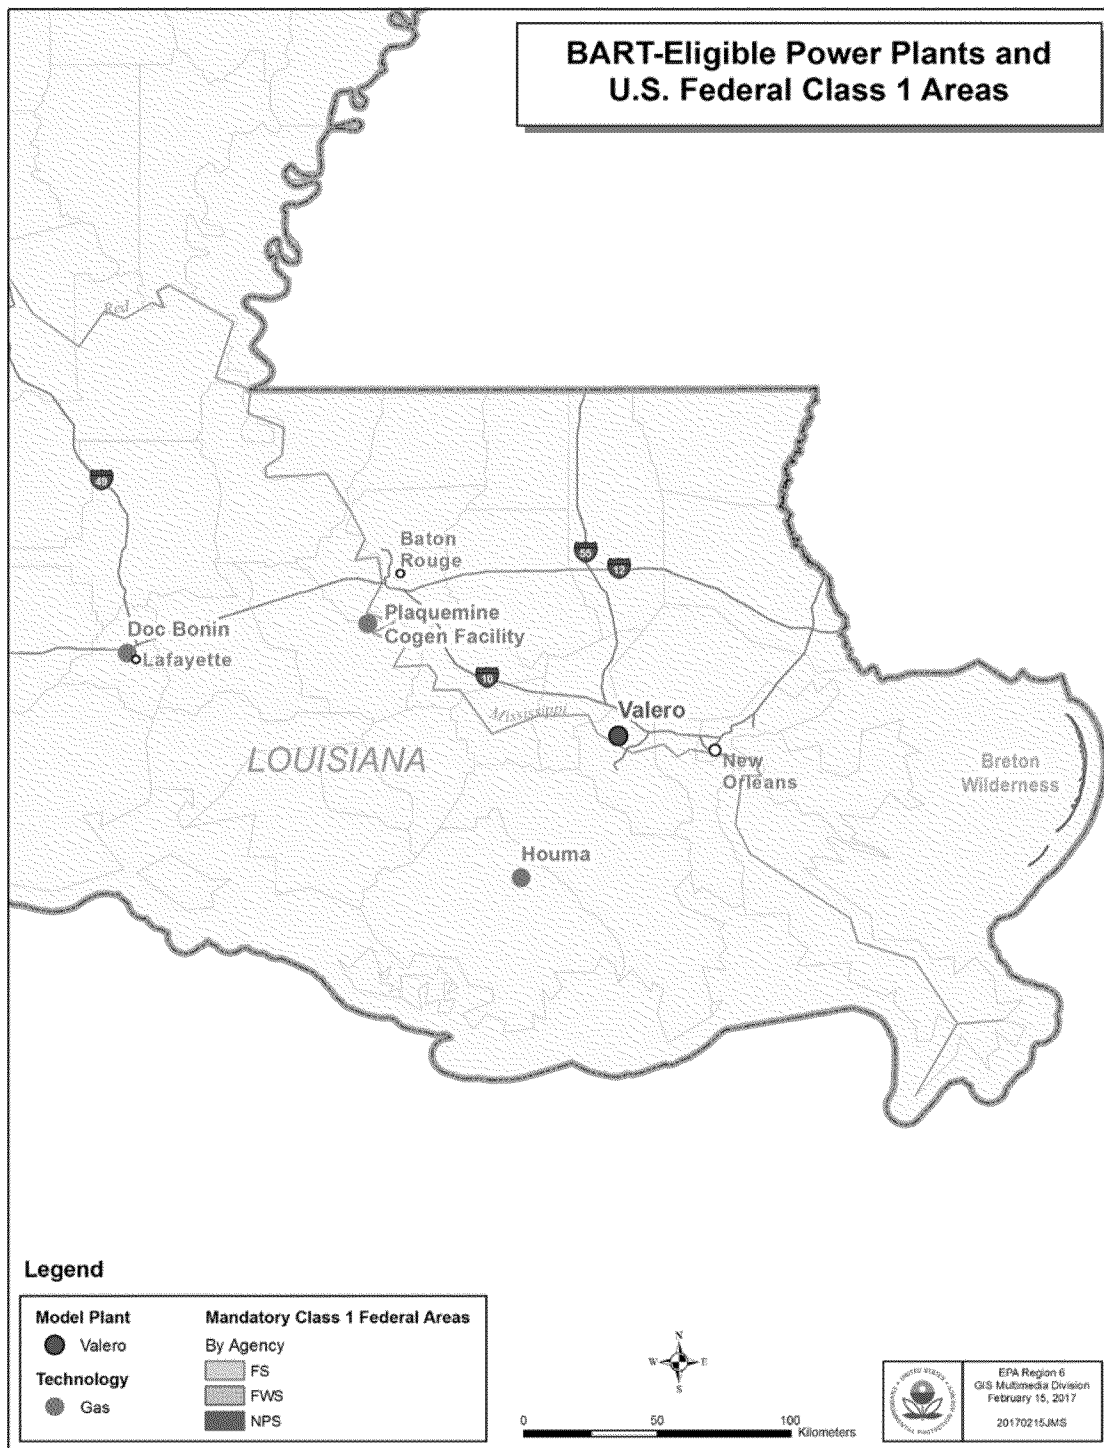 BART-Eligible Power Plants and
U.S. Federal Class 1 Areas
Red
49
Baton
Rouge
55
12
Plaquemine
Cogen Facility
Doc Bonin
Lafayette
10
Mississippi
Valero
LOUISIANA
New
Orleans
Breton
Wilderness
Houma
Legend
Model Plant
Valero
Technology
Gas
Mandatory Class 1 Federal Areas
By Agency
FS
FWS
NPS
N
W E
S
0 50 100
Kilometers
EPA Region 6
GIS Multimedia Division
February 15, 2017
20170215JMS